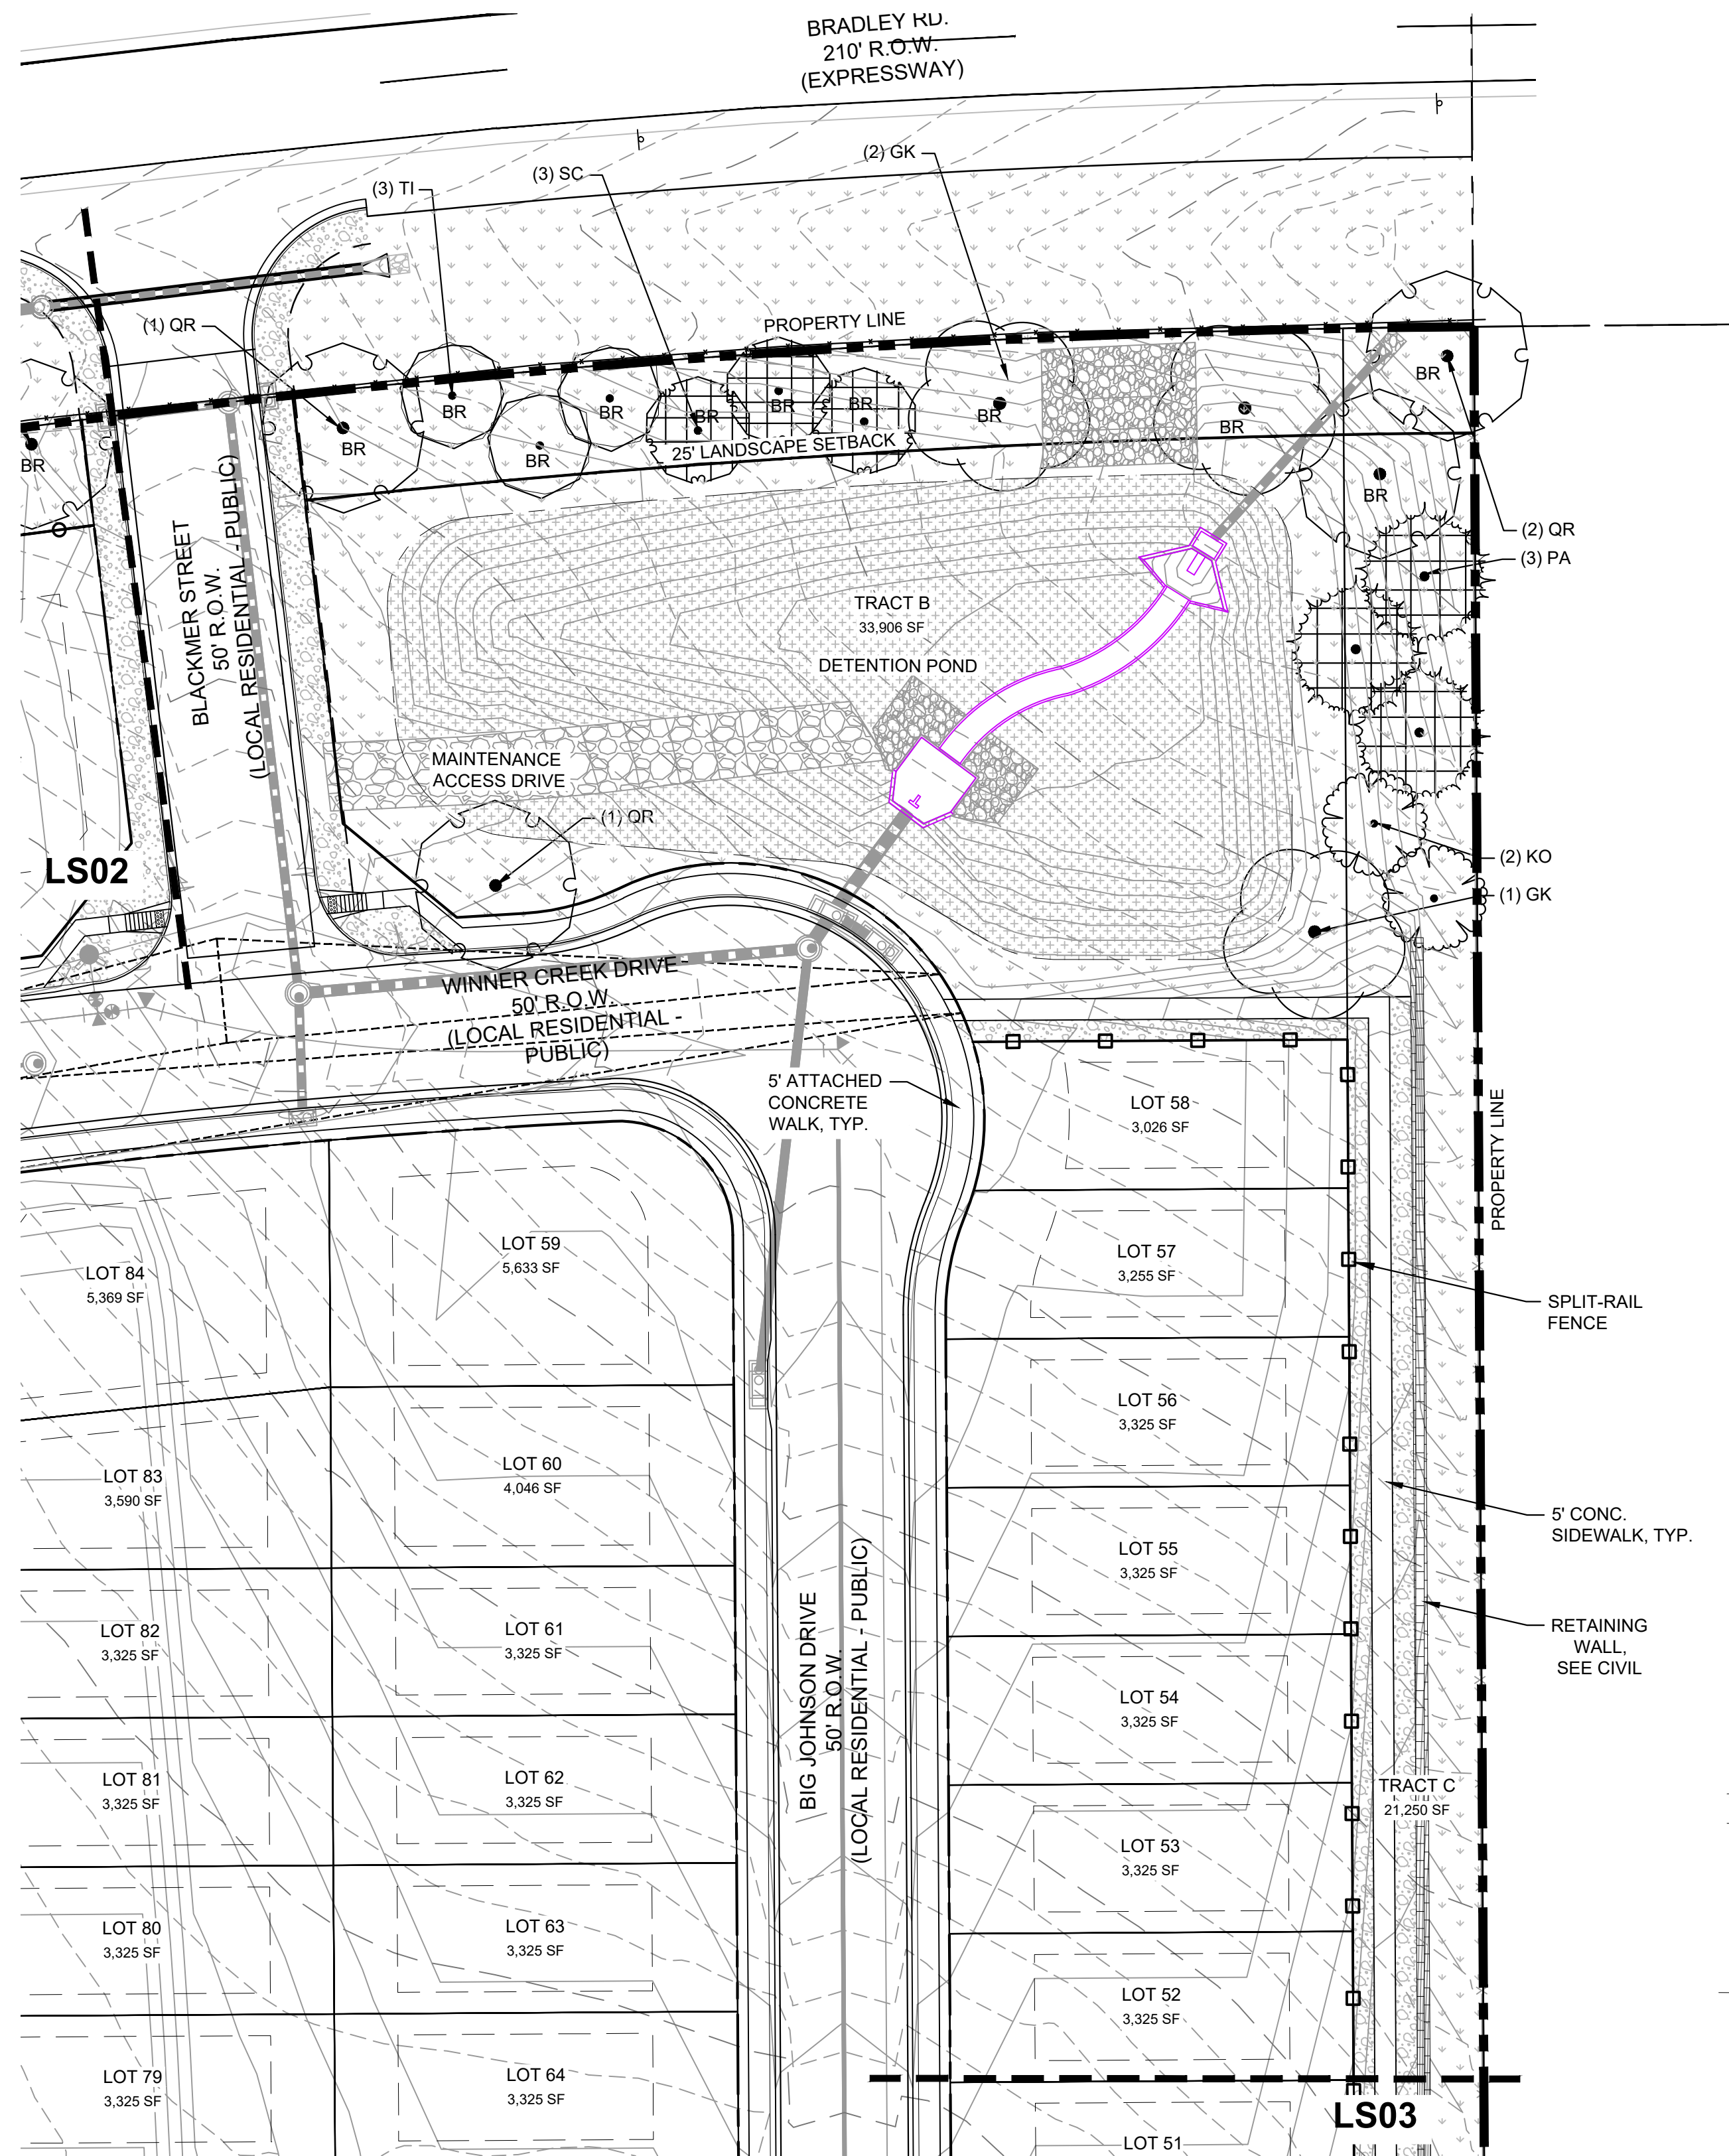 BRADLEY RD.
210' R.O.W.
(EXPRESSWAY)
(2) GK
(3) SC
(3) TI
(1) QR
PROPERTY LINE
BR
BR
BR
BR
BR
BR
BR
BR
BR
BR
BR
BR
25' LANDSCAPE SETBACK
(2) QR
(3) PA
BLACKMER STREET
50' R.O.W.
(LOCAL RESIDENTIAL - PUBLIC)
TRACT B
33,906 SF
DETENTION POND
MAINTENANCE
ACCESS DRIVE
(1) QR
(2) KO
(1) GK
LS02
WINNER CREEK DRIVE
50' R.O.W.
(LOCAL RESIDENTIAL -
PUBLIC)
5' ATTACHED
CONCRETE
WALK, TYP.
LOT 58
3,026 SF
PROPERTY LINE
LOT 59
5,633 SF
LOT 57
3,255 SF
LOT 84
5,369 SF
SPLIT-RAIL
FENCE
LOT 56
3,325 SF
LOT 60
4,046 SF
LOT 83
3,590 SF
5' CONC.
SIDEWALK, TYP.
LOT 55
3,325 SF
LOT 61
3,325 SF
LOT 82
3,325 SF
RETAINING
WALL,
SEE CIVIL
BIG JOHNSON DRIVE
50' R.O.W.
(LOCAL RESIDENTIAL - PUBLIC)
LOT 54
3,325 SF
LOT 62
3,325 SF
LOT 81
3,325 SF
TRACT C
21,250 SF
LOT 53
3,325 SF
LOT 63
3,325 SF
LOT 80
3,325 SF
LOT 52
3,325 SF
LOT 64
3,325 SF
LOT 79
3,325 SF
LS03
LOT 51